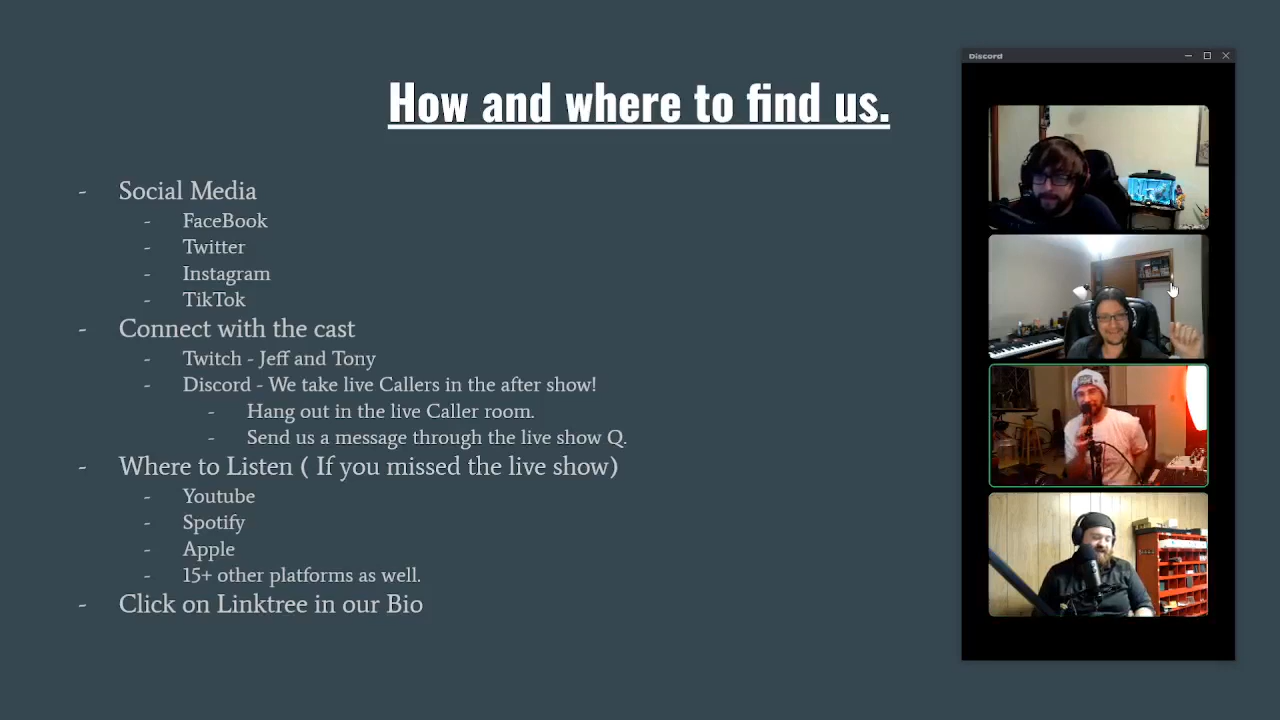 How and where to find us.
- Social Media
- FaceBook
- Twitter
- Instagram
- TikTok
- Connect with the cast
- Twitch - Jeff and Tony
- Discord - We take live Callers in the after show!
- Hang out in the live Caller room.
- Send us a message through the live show Q.
- Where to Listen ( If you missed the live show)
- Youtube
- Spotify
- Apple
- 15+ other platforms as well.
- Click on Linktree in our Bio
Discord